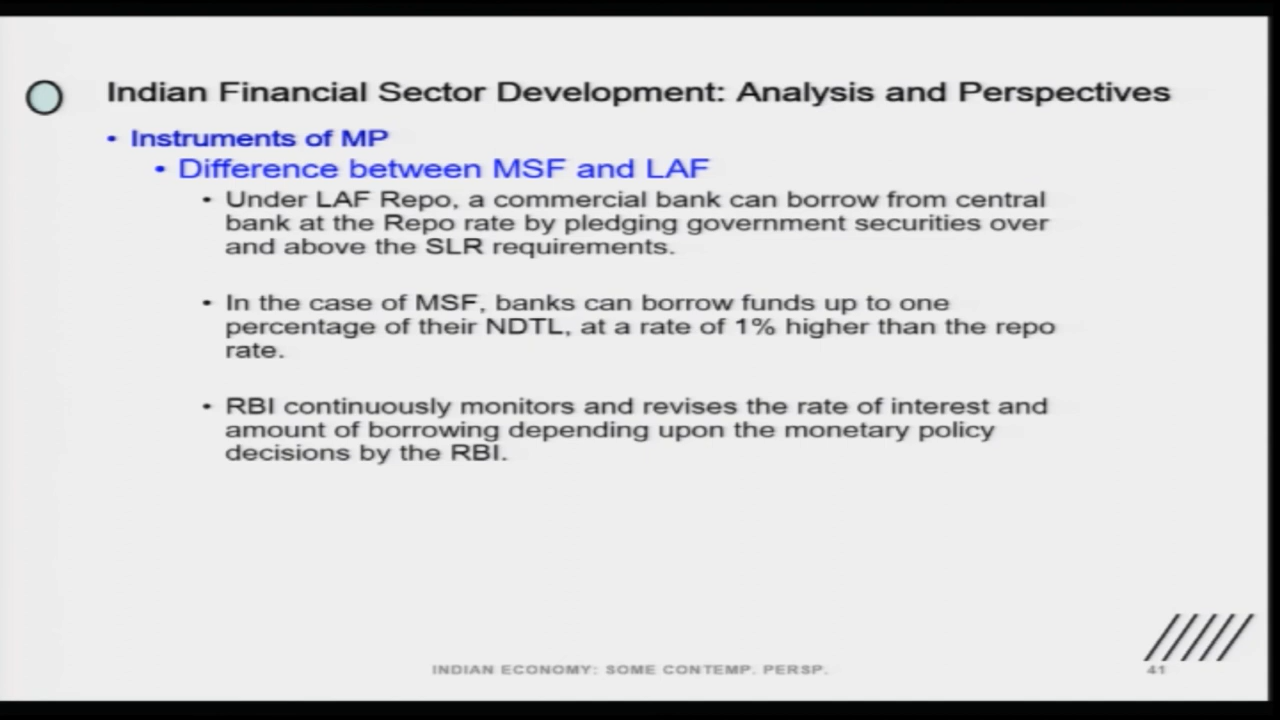 Indian Financial Sector Development: Analysis and Perspectives
• Instruments of MP
• Difference between MSF and LAF
• Under LAF Repo, a commercial bank can borrow from central
bank at the Repo rate by pledging government securities over
and above the SLR requirements.
• In the case of MSF, banks can borrow funds up to one
percentage of their NDTL, at a rate of 1% higher than the repo
rate.
• RBI continuously monitors and revises the rate of interest and
amount of borrowing depending upon the monetary policy
decisions by the RBI.
INDIAN ECONOMY: SOME CONTEMP. PERSP.
41